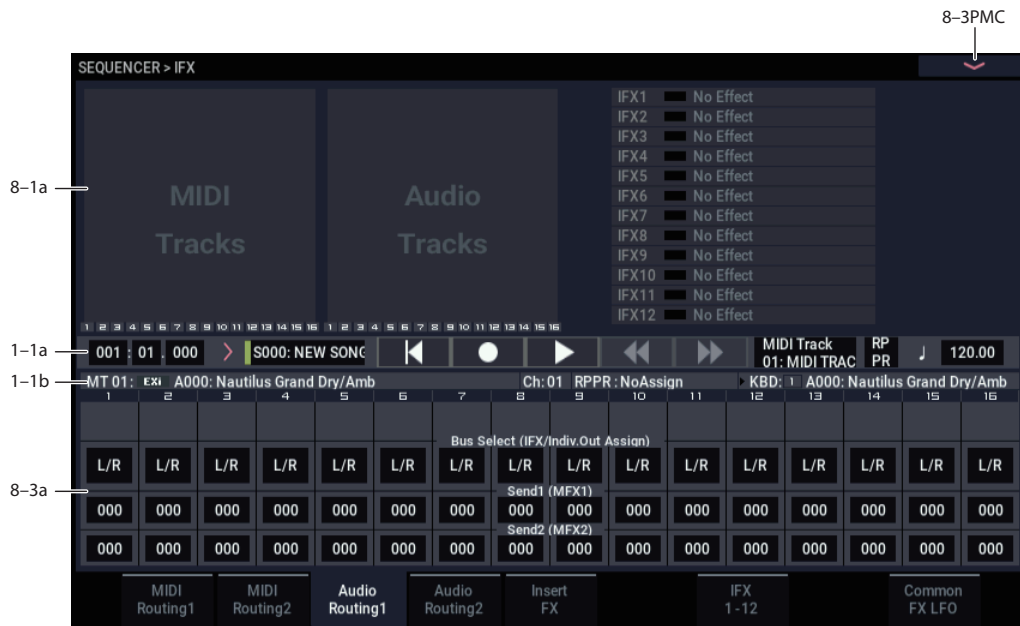 8–3PMC
SEQUENCER > IFX
IFX1 No Effect
IFX2 No Effect
IFX3 No Effect
IFX4 No Effect
IFX5 No Effect
IFX6 No Effect
IFX7 No Effect
IFX8 No Effect
IFX9 No Effect
IFX10 No Effect
IFX11 No Effect
IFX12 No Effect
8–1a
MIDI
Tracks
Audio
Tracks
1 2 3 4 5 6 7 8 9 10 11 12 13 14 15 16 1 2 3 4 5 6 7 8 9 10 11 12 13 14 15 16
1–1a
001 : 01 . 000 S000: NEW SONG
MIDI Track
01: MIDI TRAC
RP
PR
♩ 120.00
1–1b
MT 01: EXi A000: Nautilus Grand Dry/Amb Ch: 01 RPPR : NoAssign KBD: 1 A000: Nautilus Grand Dry/Amb
1 2 3 4 5 6 7 8 9 10 11 12 13 14 15 16
Bus Select (IFX/Indiv.Out Assign)
L/R L/R L/R L/R L/R L/R L/R L/R L/R L/R L/R L/R L/R L/R L/R L/R
8–3a
Send1 (MFX1)
000 000 000 000 000 000 000 000 000 000 000 000 000 000 000 000
Send2 (MFX2)
000 000 000 000 000 000 000 000 000 000 000 000 000 000 000 000
MIDI
Routing1
MIDI
Routing2
Audio
Routing1
Audio
Routing2
Insert
FX
IFX
1 -12
Common
FX LFO